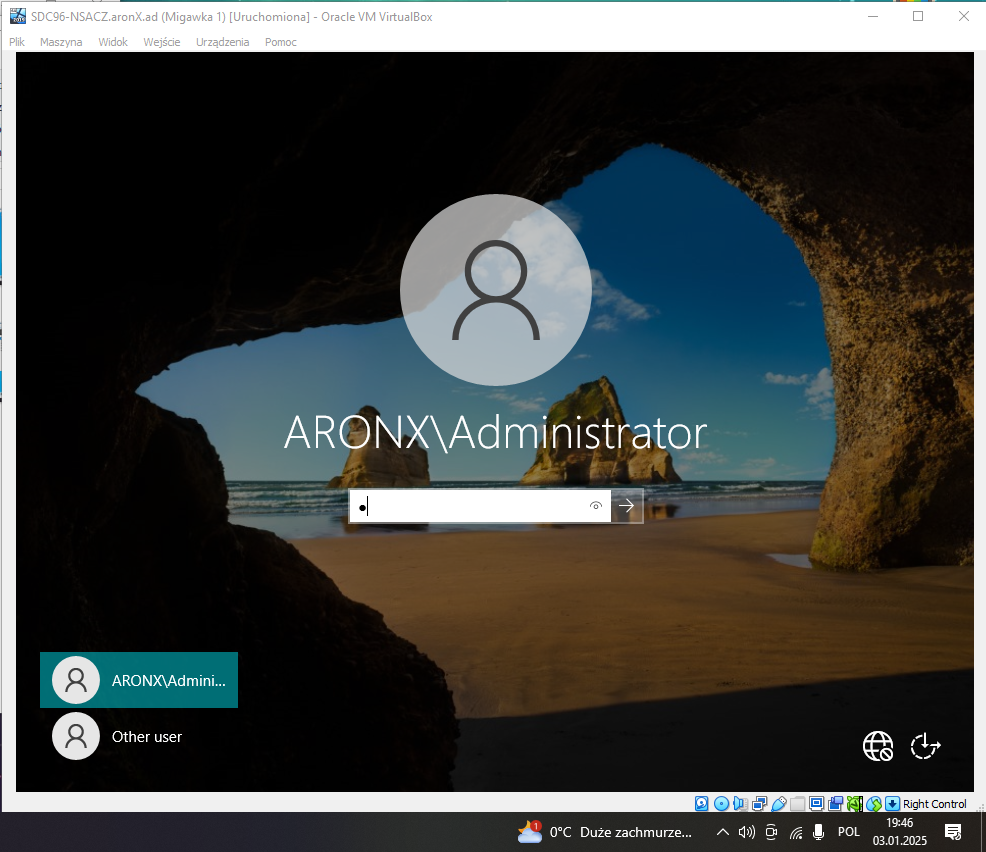 SDC96-NSACZ.aronX.ad (Migawka 1) [Uruchomiona] - Oracle VM VirtualBox
Plik Maszyna Widok Wejście Urządzenia Pomoc
ARONX\Administrator
ARONX\Admini...
Other user
Right Control
1
0°C Duże zachmurze... POL 19:46
03.01.2025